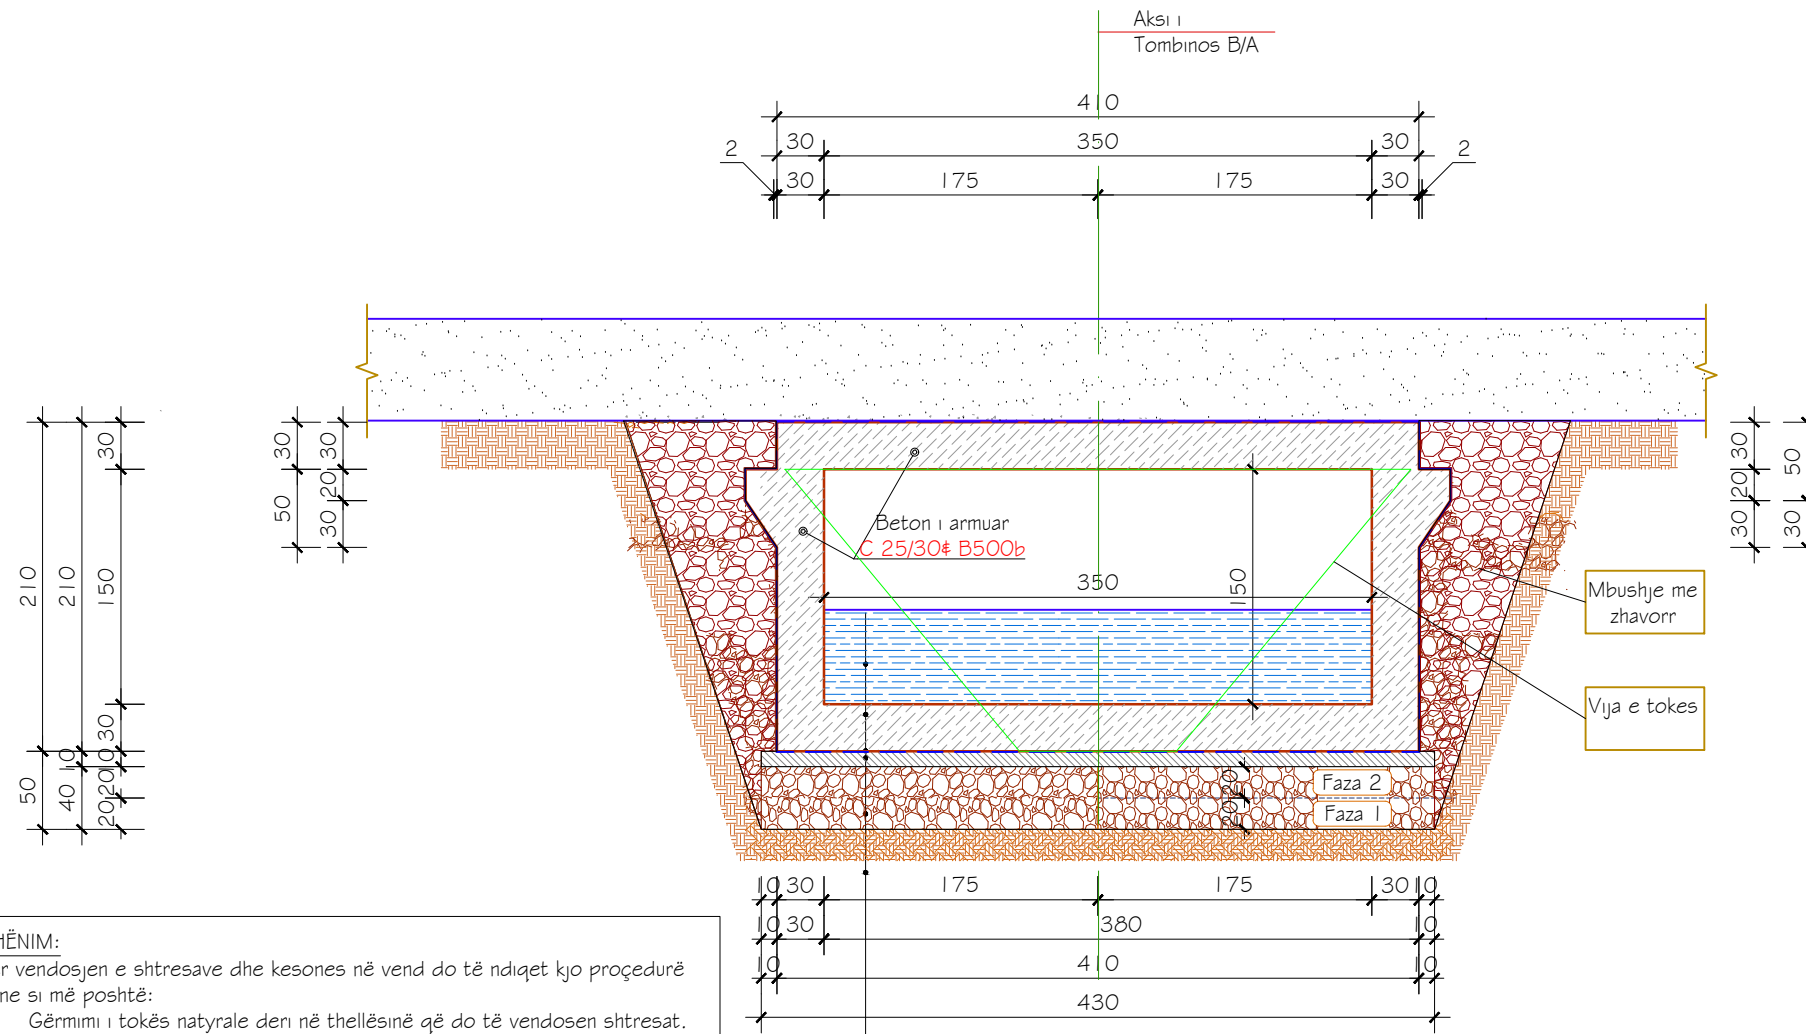 Aksi i
Tombinos B/A
410
30 350 30
2 2
30 175 175 30
30
150
30
10
20
20
210
10
40
210
50
30
50
30
20
30
30
20
30
50
30
Beton i armuar
C 25/30¢ B500b
350
150
Mbushje me
zhavorr
Vija e tokes
20
20
Faza 2
Faza 1
10 30 175 175 30 10
10 30 380 10
10 410 10
430
HËNIM:
r vendosjen e shtresave dhe kesones në vend do të ndiqet kjo proçedurë
ne si më poshtë:
Gërmimi i tokës natyrale deri në thellësinë që do të vendosen shtresat.